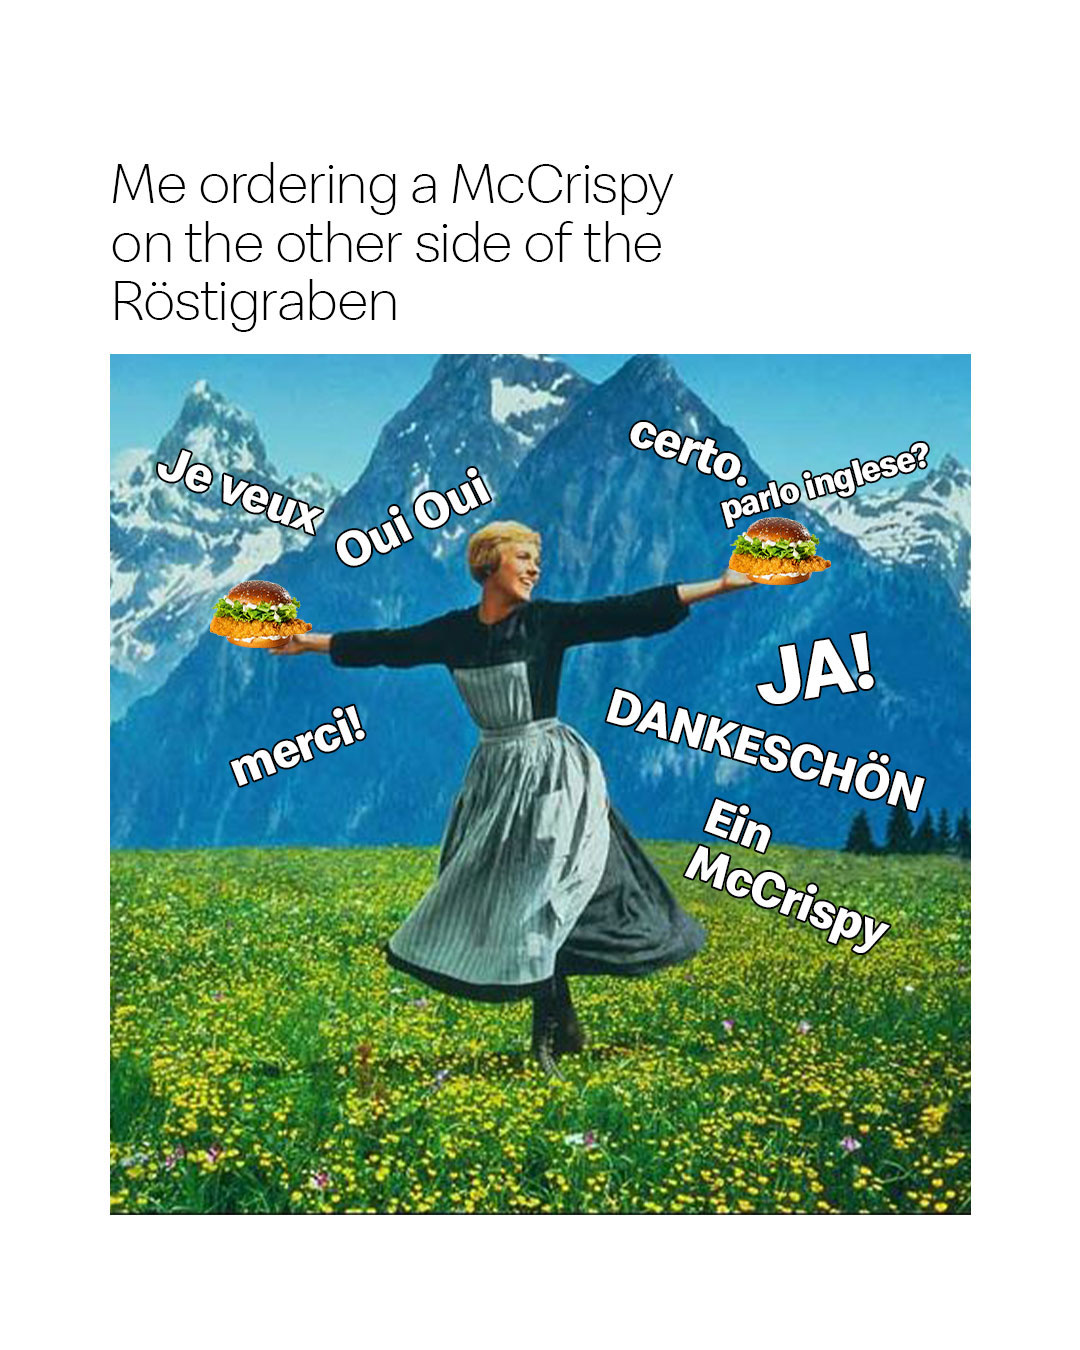 Me ordering a McCrispy
on the other side of the
Röstigraben
Je veux
Oui Oui
certo.
parlo inglese?
merci!
JA!
DANKESCHÖN
Ein
McCrispy